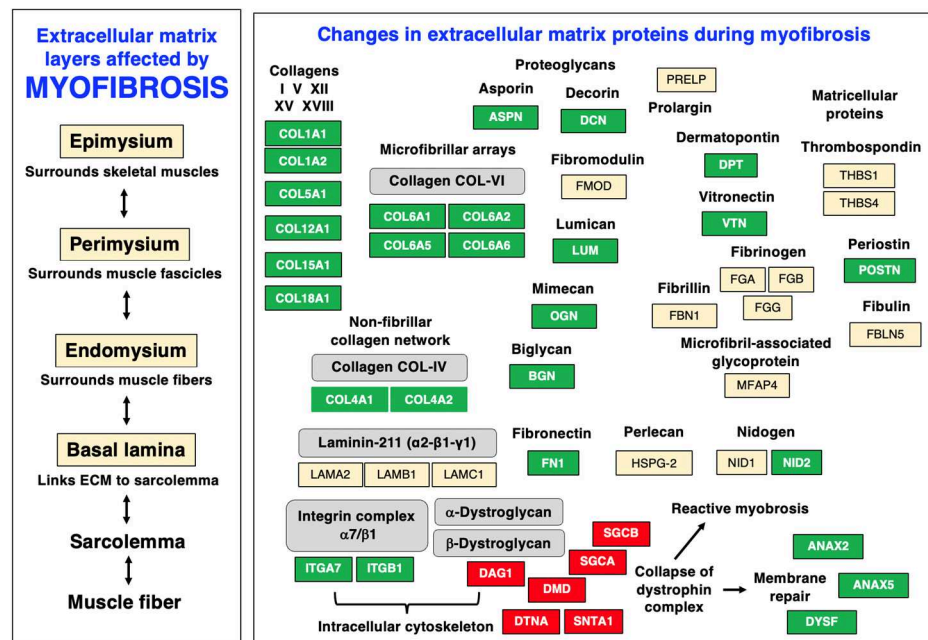 Extracellular matrix
layers affected by
MYOFIBROSIS
Epimysium
Surrounds skeletal muscles
Perimysium
Surrounds muscle fascicles
Endomysium
Surrounds muscle fibers
Basal lamina
Links ECM to sarcolemma
Sarcolemma
Muscle fiber
Changes in extracellular matrix proteins during myofibrosis
Collagens
I V XII
XV XVIII
COL1A1
COL1A2
COL5A1
COL12A1
COL15A1
COL18A1
Microfibrillar arrays
Collagen COL-VI
COL6A1 COL6A2
COL6A5 COL6A6
Non-fibrillar
collagen network
Collagen COL-IV
COL4A1 COL4A2
Proteoglycans
Asporin
ASPN
Decorin
DCN
PRELP
Prolargin
Fibromodulin
FMOD
Lumican
LUM
Mimecan
OGN
Biglycan
BGN
Dermatopontin
DPT
Vitronectin
VTN
Fibrinogen
FGA FGB
FGG
Fibrillin
FBN1
Microfibril-associated
glycoprotein
MFAP4
Matricellular
proteins
Thrombospondin
THBS1
THBS4
Periostin
POSTN
Fibulin
FBLN5
Laminin-211 (α2-β1-γ1)
LAMA2 LAMB1 LAMC1
Fibronectin
FN1
Perlecan
HSPG-2
Nidogen
NID1 NID2
Integrin complex
α7/β1
ITGA7 ITGB1
α-Dystroglycan
β-Dystroglycan
DAG1
SGCB
SGCA
DMD
DTNA SNTA1
Intracellular cytoskeleton
Reactive myobrosis
Collapse of
dystrophin
complex
Membrane
repair
ANAX2
ANAX5
DYSF